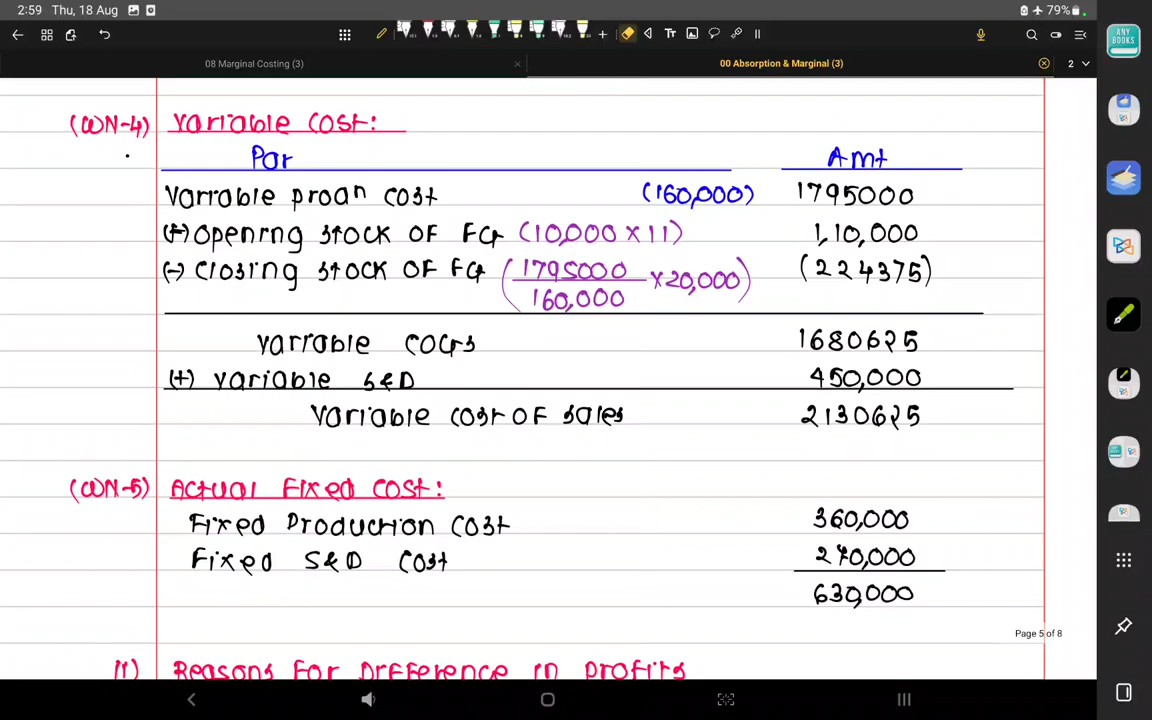 2:59 Thu, 18 Aug
79%
Tт
08 Marginal Costing (3)
00 Absorption & Marginal (3)
2
ANY BOOKS
(WN-4) Variable Cost:
Par Amt
Variable prodn cost (160,000) 1795000
(+) opening stock of FG (10,000 × 11) 1,10,000
(-) closing stock of FG (1795000/160,000 × 20,000) (224375)
Variable COGS 1680625
(+) variable S&D 450,000
Variable cost of sales 2130625
(WN-5) Actual Fixed Cost:
Fixed Production Cost 360,000
Fixed S&D Cost 270,000
630,000
Page 5 of 8
(ii) Reasons For Difference in Profits